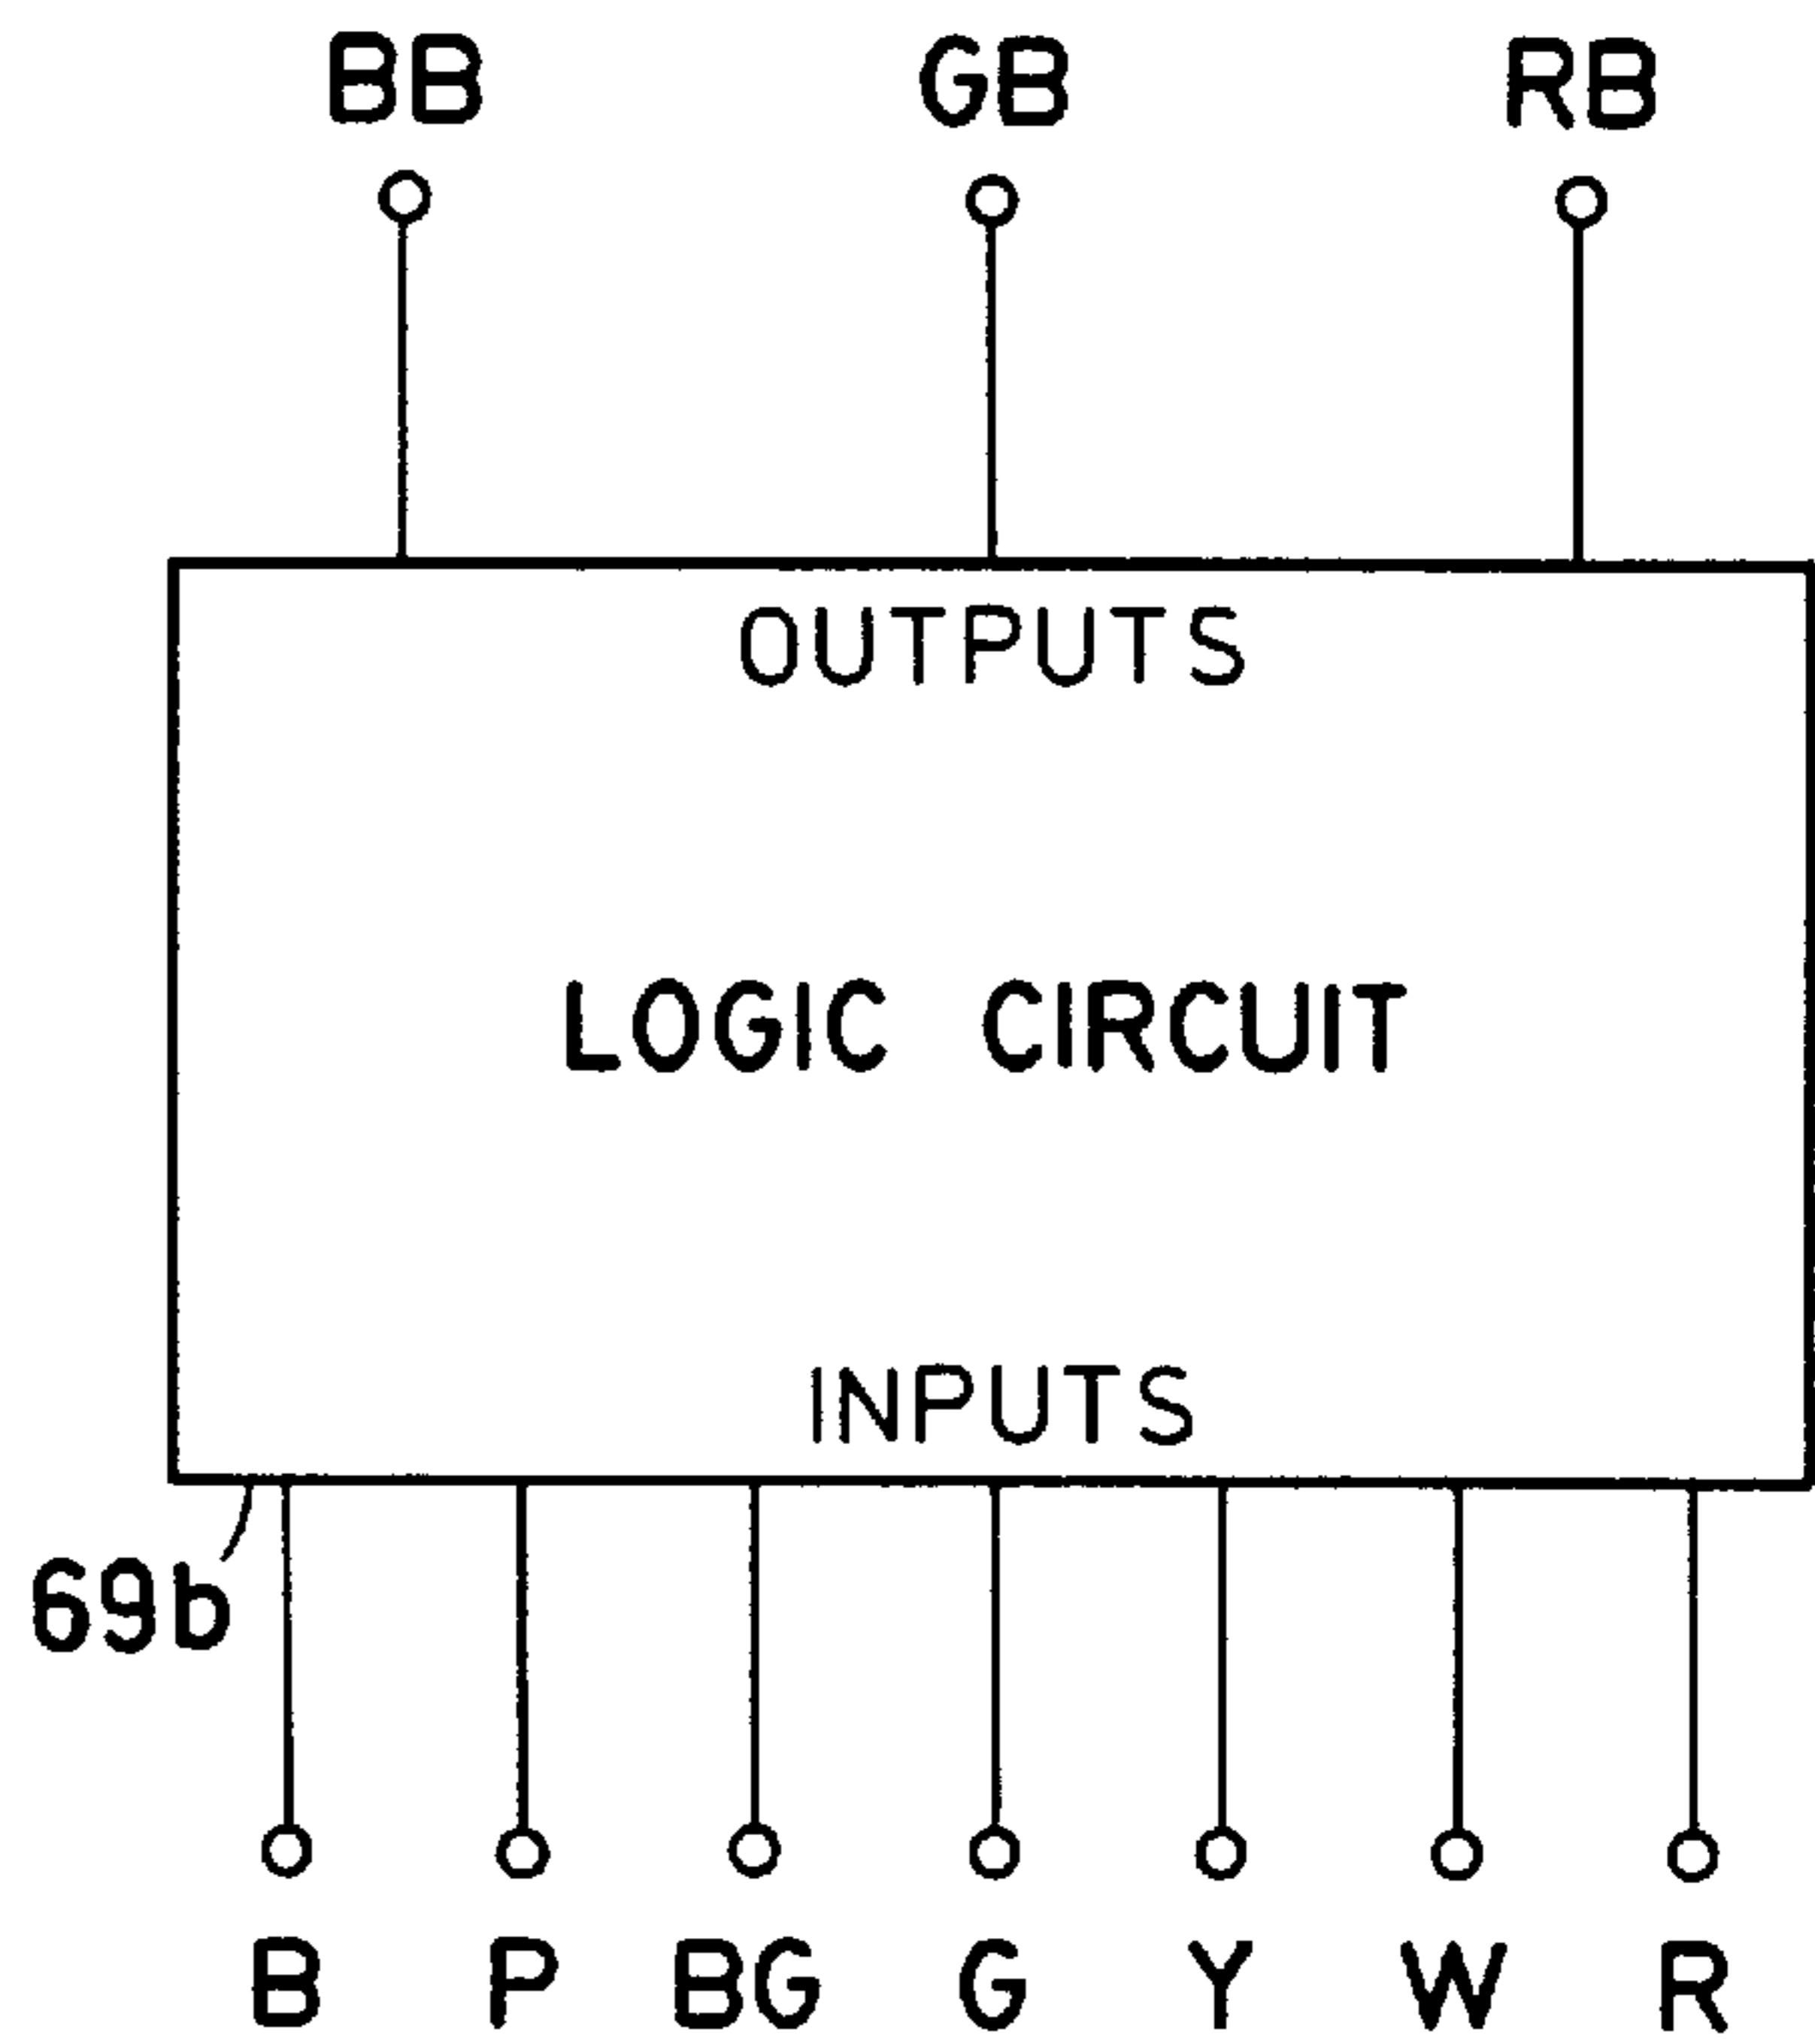 BB GB RB
OUTPUTS
LOGIC CIRCUIT
INPUTS
69b
B P BG G Y W R